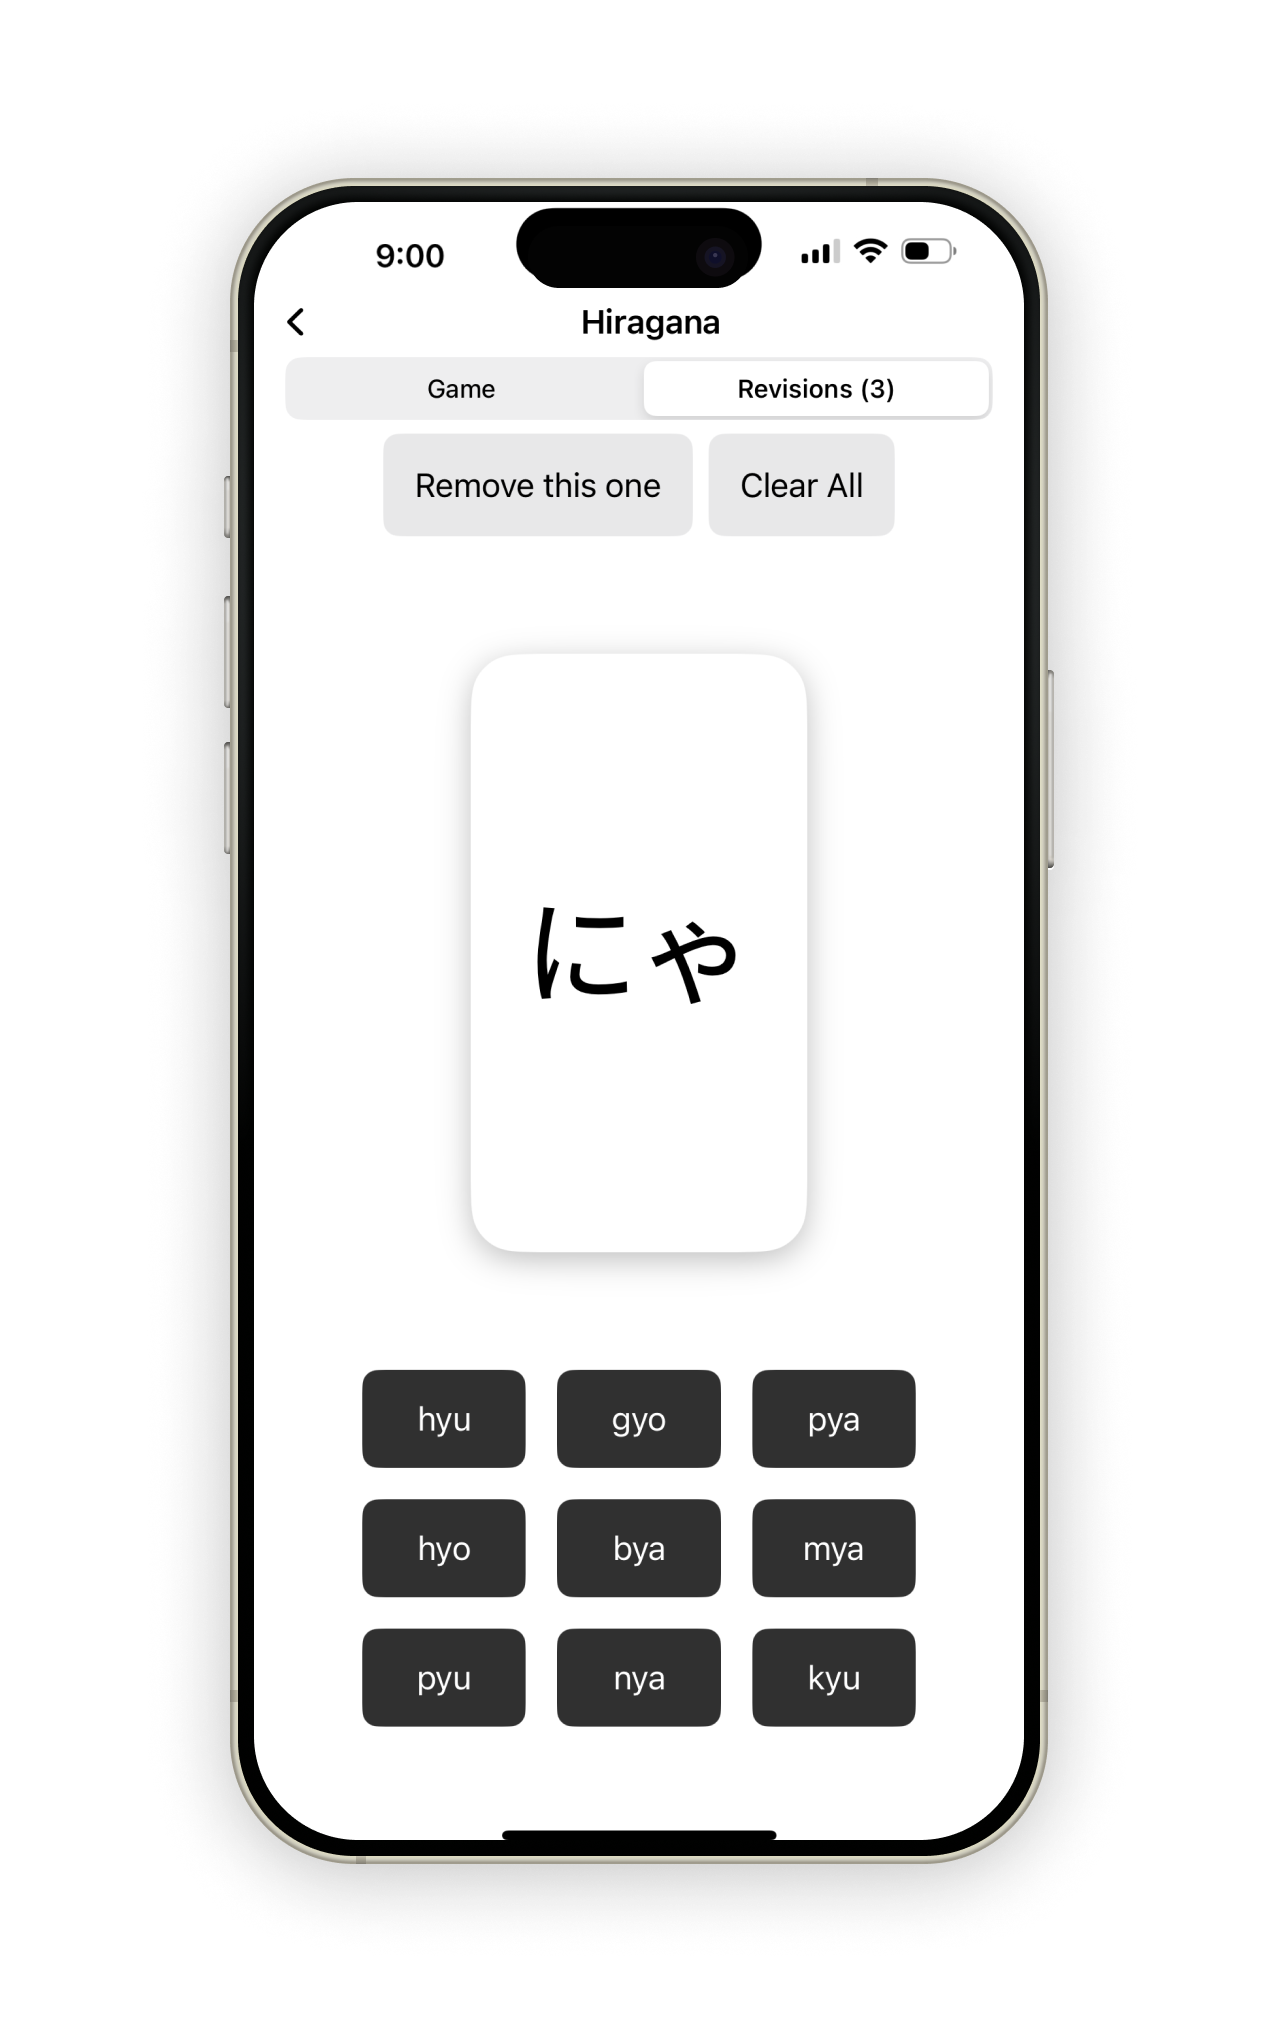 9:00
Hiragana
Game Revisions (3)
Remove this one Clear All
にゃ
hyu gyo pya
hyo bya mya
pyu nya kyu